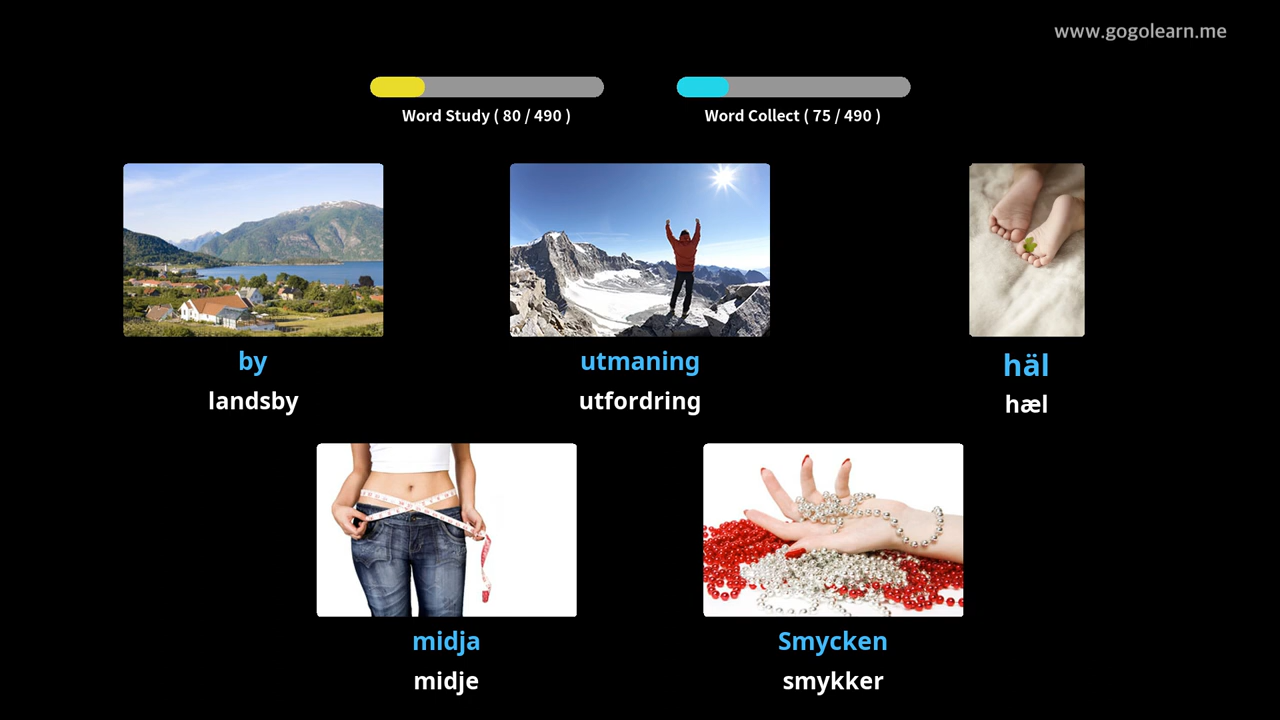 www.gogolearn.me
Word Study ( 80 / 490 )
Word Collect ( 75 / 490 )
by
landsby
utmaning
utfordring
häl
hæl
midja
midje
Smycken
smykker